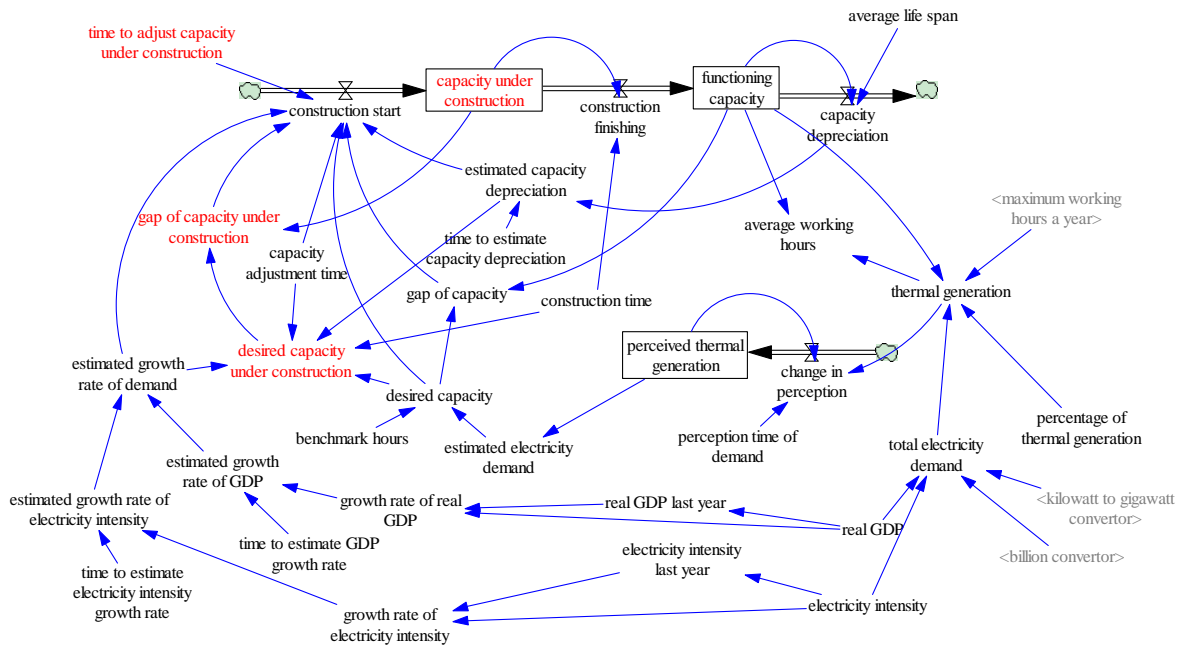 average life span
time to adjust capacity
under construction
capacity under
construction
functioning
capacity
construction start
construction
finishing
capacity
depreciation
estimated capacity
depreciation
<maximum working
hours a year>
gap of capacity under
construction
average working
hours
capacity
adjustment time
time to estimate
capacity depreciation
gap of capacity
construction time
thermal generation
desired capacity
under construction
perceived thermal
generation
estimated growth
rate of demand
change in
perception
desired capacity
benchmark hours
estimated electricity
demand
perception time of
demand
total electricity
demand
percentage of
thermal generation
estimated growth
rate of GDP
estimated growth rate of
electricity intensity
growth rate of real
GDP
real GDP last year
real GDP
<kilowatt to gigawatt
convertor>
time to estimate GDP
growth rate
electricity intensity
last year
<billion convertor>
time to estimate
electricity intensity
growth rate
growth rate of
electricity intensity
electricity intensity